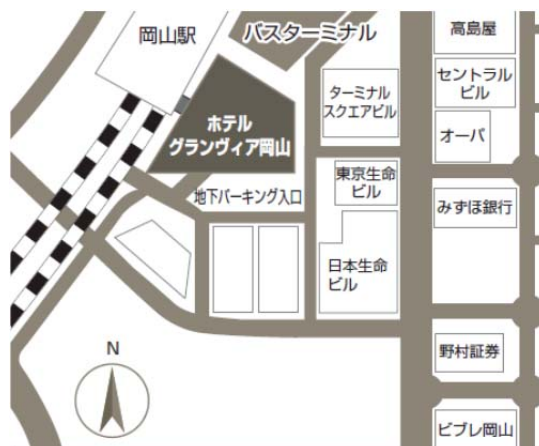 岡山駅
バスターミナル
高島屋
セントラル
ビル
ターミナル
スクエアビル
オーパ
ホテル
グランヴィア岡山
東京生命
ビル
地下パーキング入口
みずほ銀行
日本生命
ビル
野村証券
N
ビブレ岡山